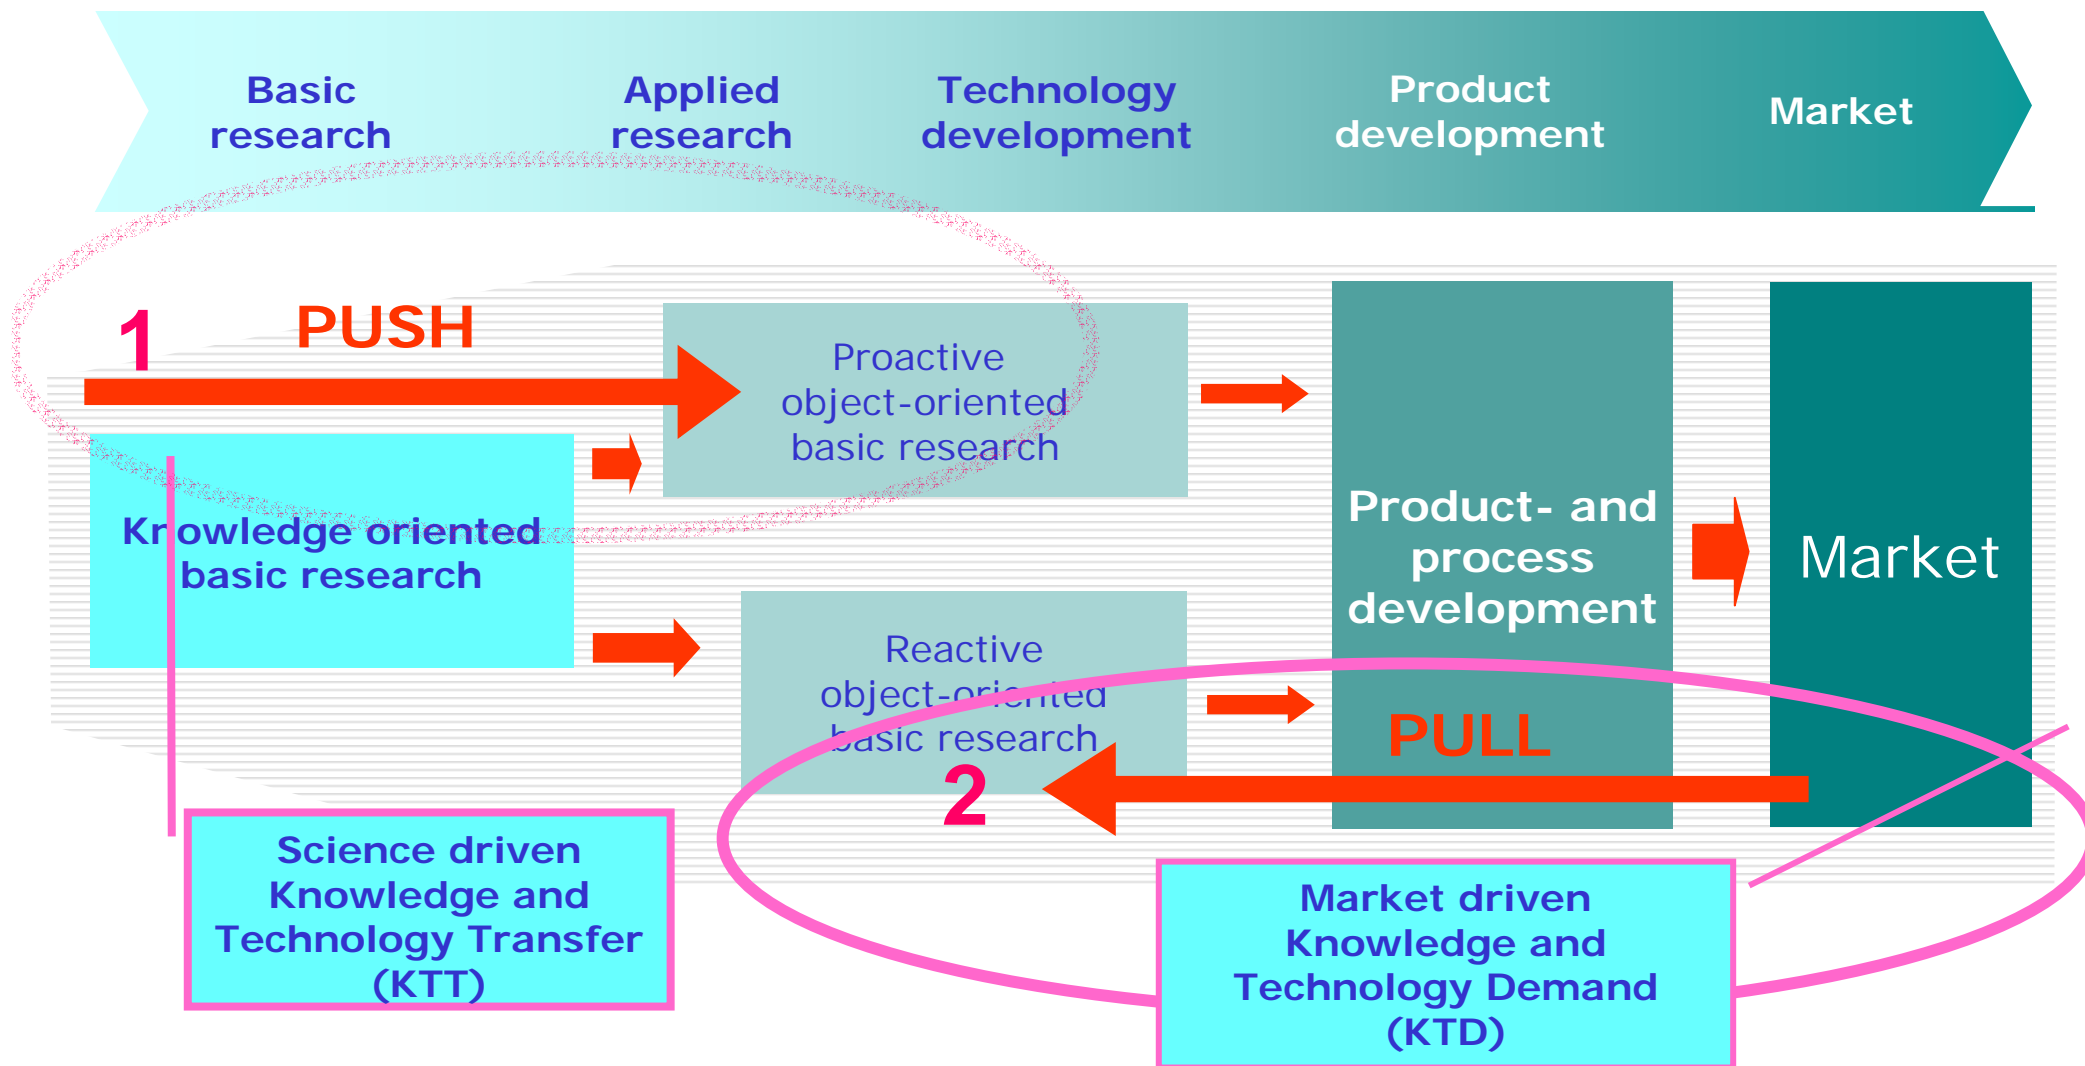 Basic
research
Applied
research
Technology
development
Product
development
Market
1
PUSH
Proactive
object-oriented
basic research
Knowledge oriented
basic research
Product- and
process
development
Market
Reactive
object-oriented
basic research
PULL
2
Science driven
Knowledge and
Technology Transfer
(KTT)
Market driven
Knowledge and
Technology Demand
(KTD)